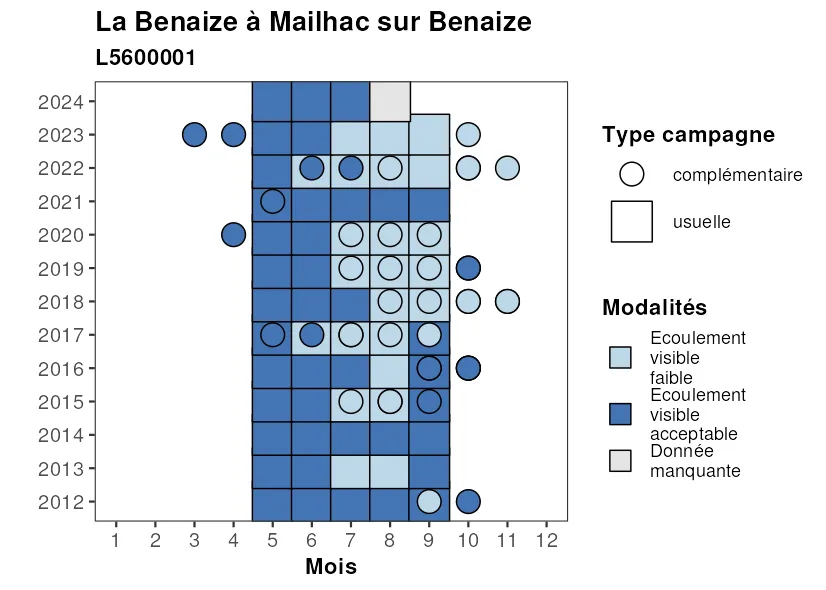 La Benaize à Mailhac sur Benaize
L5600001
2024
2023
2022
2021
2020
2019
2018
2017
2016
2015
2014
2013
2012
1 2 3 4 5 6 7 8 9 10 11 12
Mois
Type campagne
complémentaire
usuelle
Modalités
Ecoulement
visible
faible
Ecoulement
visible
acceptable
Donnée
manquante